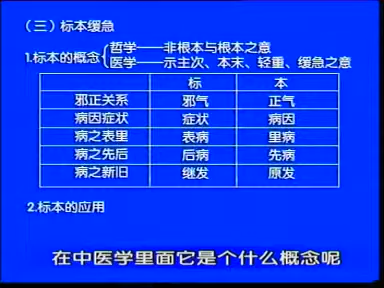 （三）标本缓急
1.标本的概念
哲学——非根本与根本之意
医学——示主次、本末、轻重、缓急之意
标 本
邪正关系 邪气 正气
病因症状 症状 病因
病之表里 表病 里病
病之先后 后病 先病
病之新旧 继发 原发
2.标本的应用
在中医学里面它是个什么概念呢